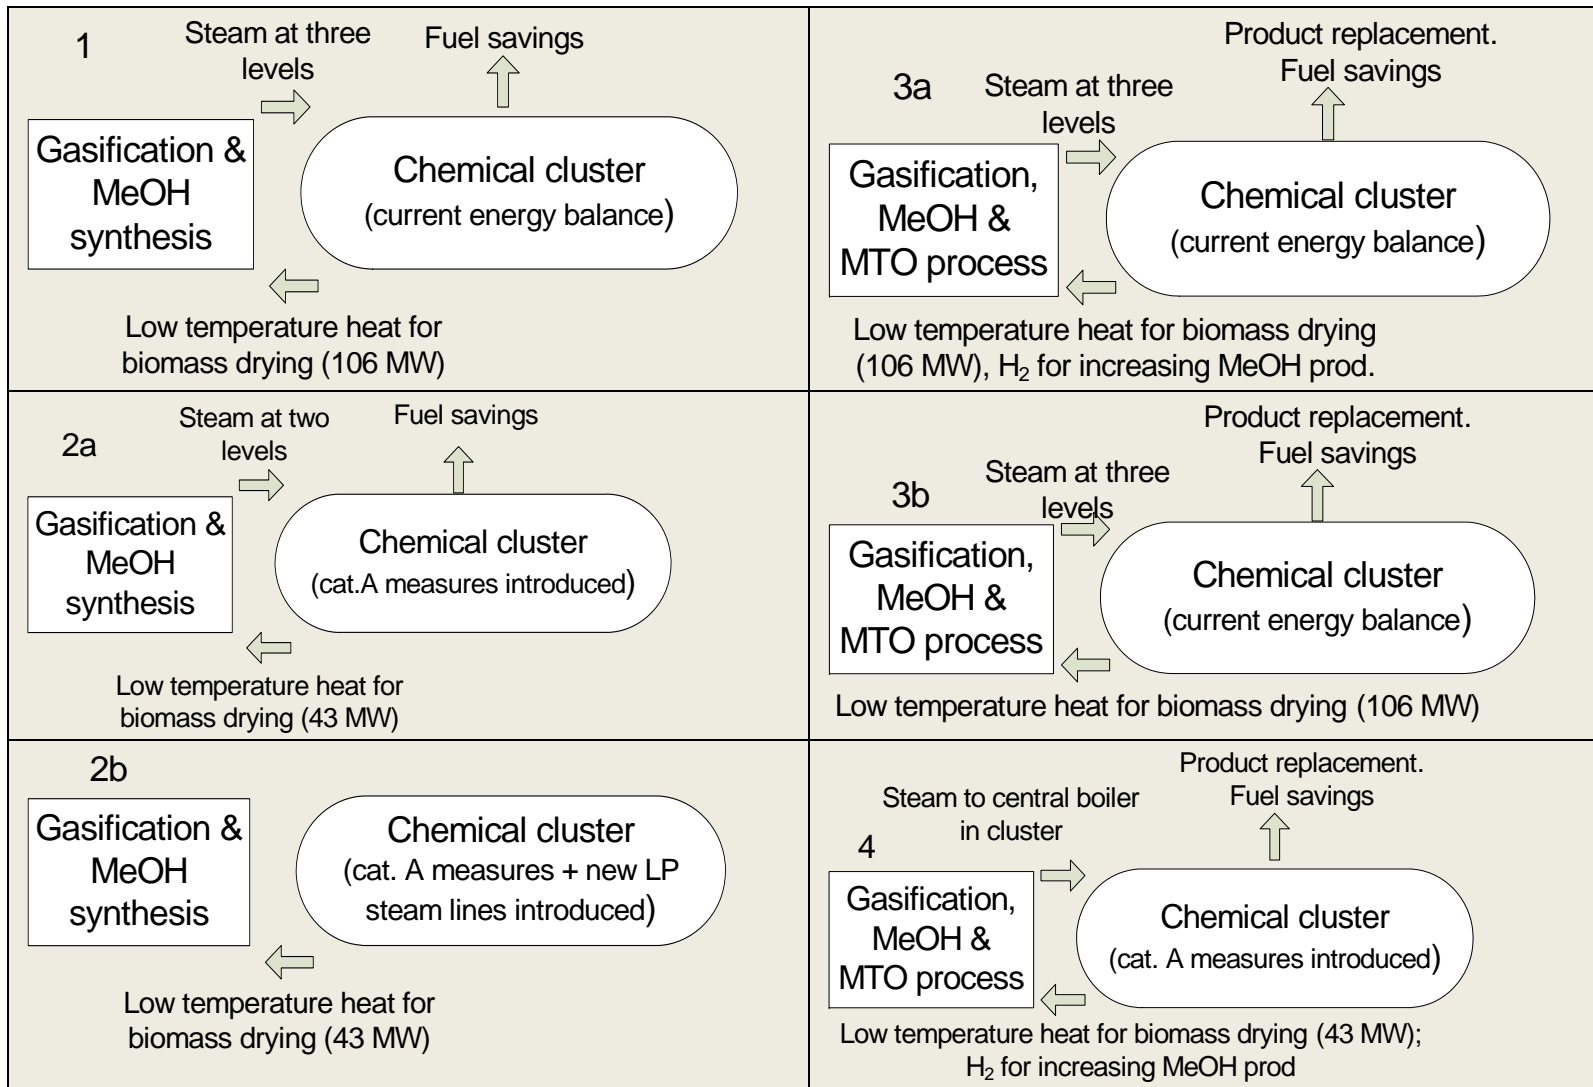 1
Steam at three
levels
Fuel savings
Gasification &
MeOH
synthesis
Chemical cluster
(current energy balance)
Low temperature heat for
biomass drying (106 MW)
3a
Steam at three
levels
Product replacement.
Fuel savings
Gasification,
MeOH &
MTO process
Chemical cluster
(current energy balance)
Low temperature heat for biomass drying
(106 MW), H₂ for increasing MeOH prod.
2a
Steam at two
levels
Fuel savings
Gasification &
MeOH
synthesis
Chemical cluster
(cat.A measures introduced)
Low temperature heat for
biomass drying (43 MW)
3b
Steam at three
levels
Product replacement.
Fuel savings
Gasification,
MeOH &
MTO process
Chemical cluster
(current energy balance)
Low temperature heat for biomass drying (106 MW)
2b
Gasification &
MeOH
synthesis
Chemical cluster
(cat. A measures + new LP
steam lines introduced)
Low temperature heat for
biomass drying (43 MW)
4
Steam to central boiler
in cluster
Product replacement.
Fuel savings
Gasification,
MeOH &
MTO process
Chemical cluster
(cat. A measures introduced)
Low temperature heat for biomass drying (43 MW);
H₂ for increasing MeOH prod